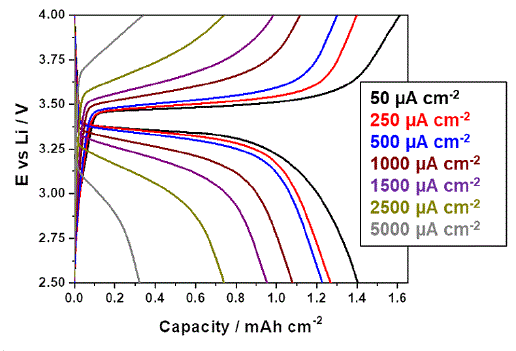 4.00
3.75
3.50
3.25
3.00
2.75
2.50
E vs Li / V
0.0 0.2 0.4 0.6 0.8 1.0 1.2 1.4 1.6
Capacity / mAh cm⁻²
50 µA cm⁻²
250 µA cm⁻²
500 µA cm⁻²
1000 µA cm⁻²
1500 µA cm⁻²
2500 µA cm⁻²
5000 µA cm⁻²